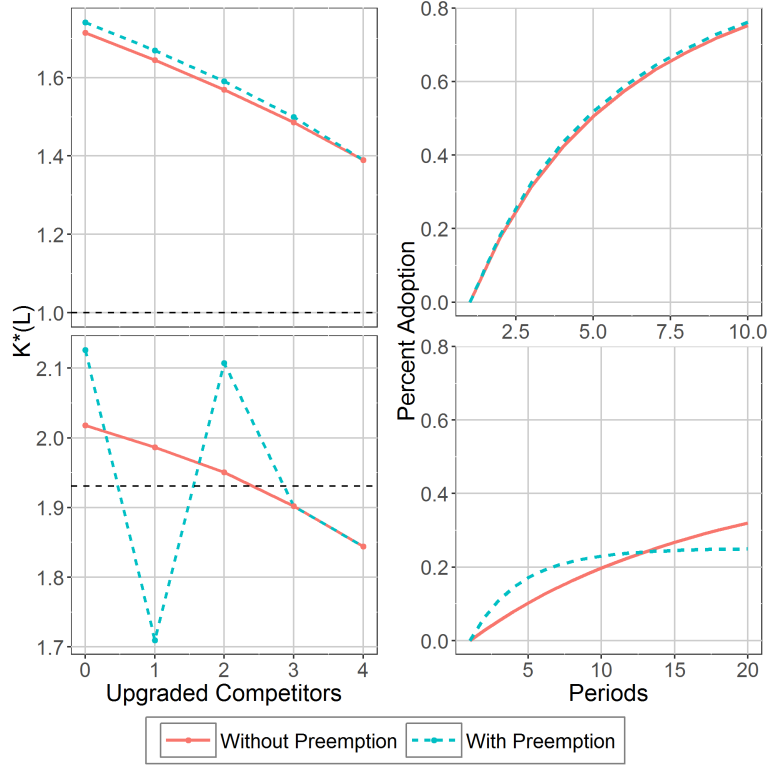 K*(L)
1.6
1.4
1.2
1.0
2.1
2.0
1.9
1.8
1.7
0 1 2 3 4
Upgraded Competitors
Percent Adoption
0.8
0.6
0.4
0.2
0.0
2.5 5.0 7.5 10.0
0.8
0.6
0.4
0.2
0.0
5 10 15 20
Periods
Without Preemption With Preemption